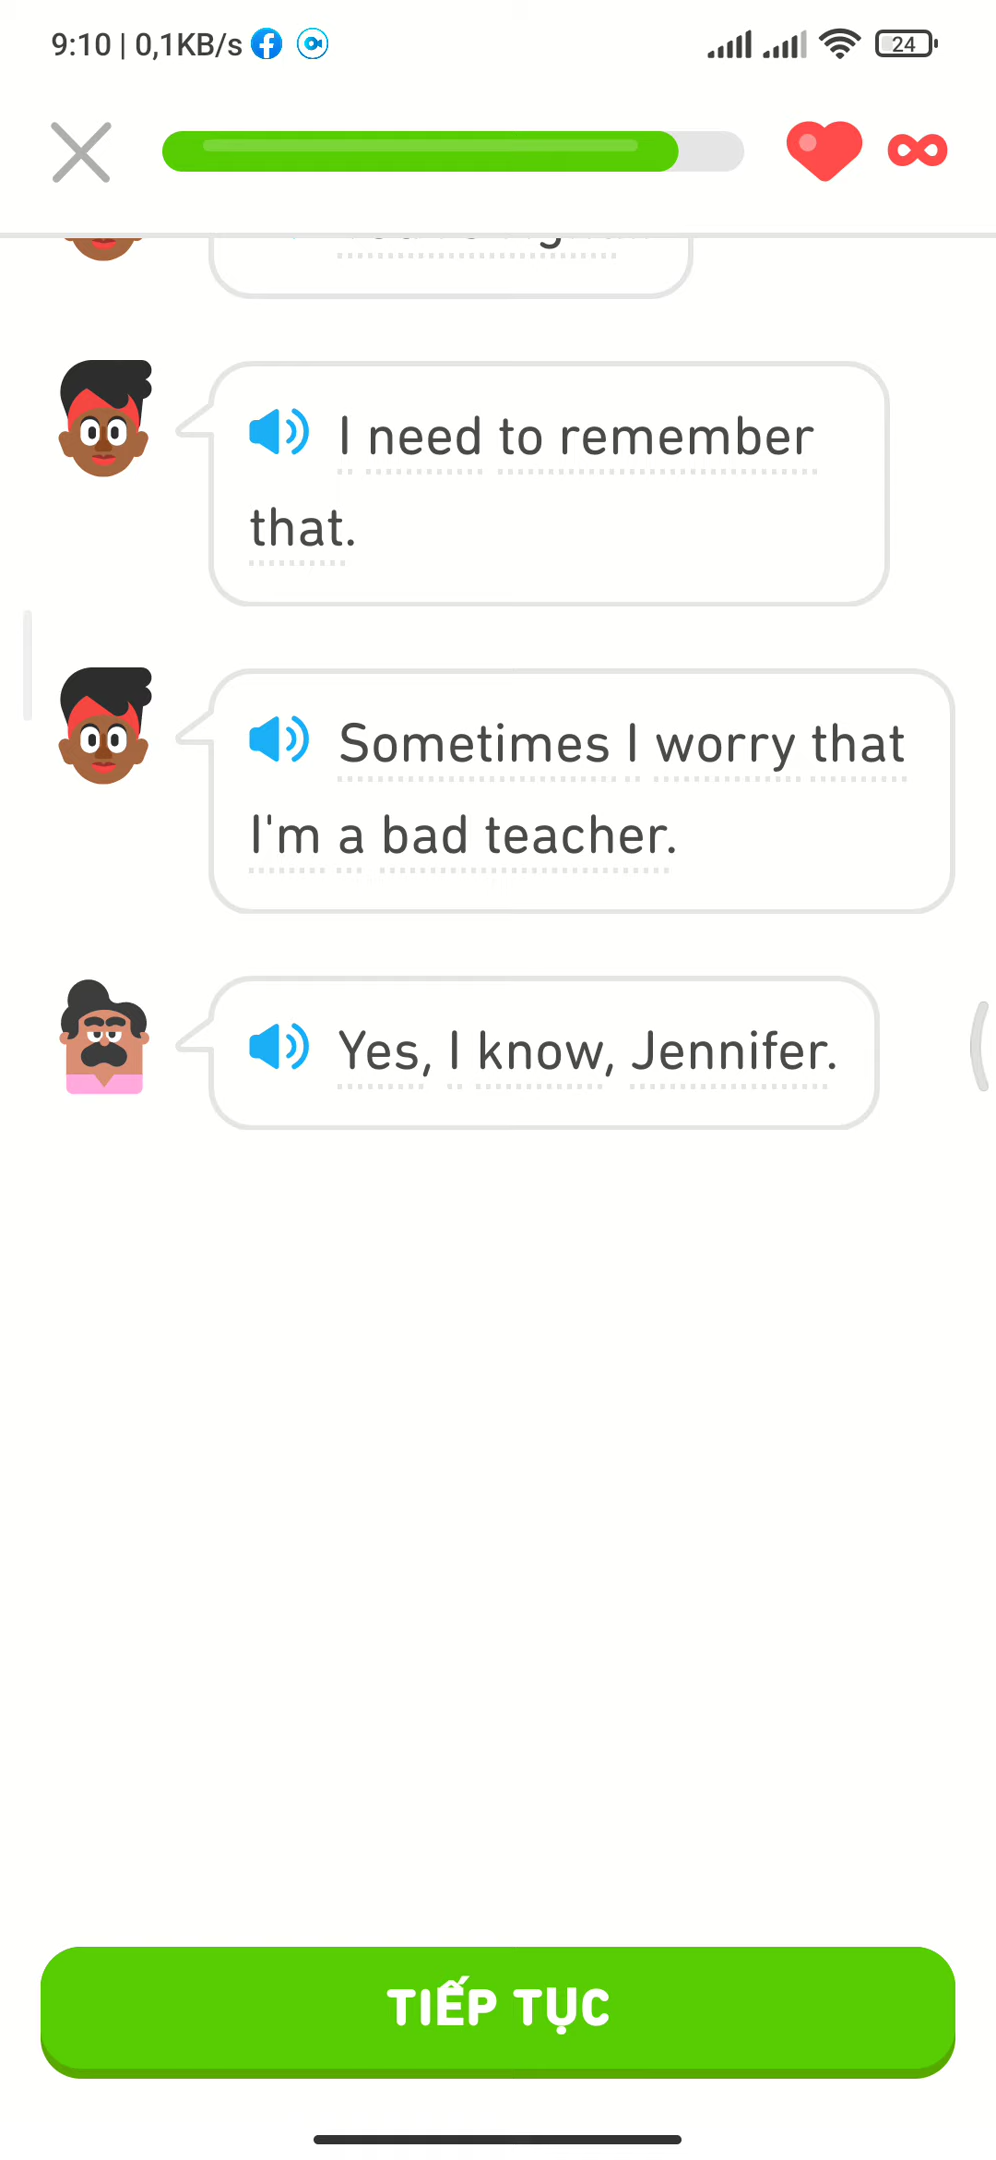 9:10 | 0,1KB/s
24
I need to remember
that.
Sometimes I worry that
I'm a bad teacher.
Yes, I know, Jennifer.
TIẾP TỤC